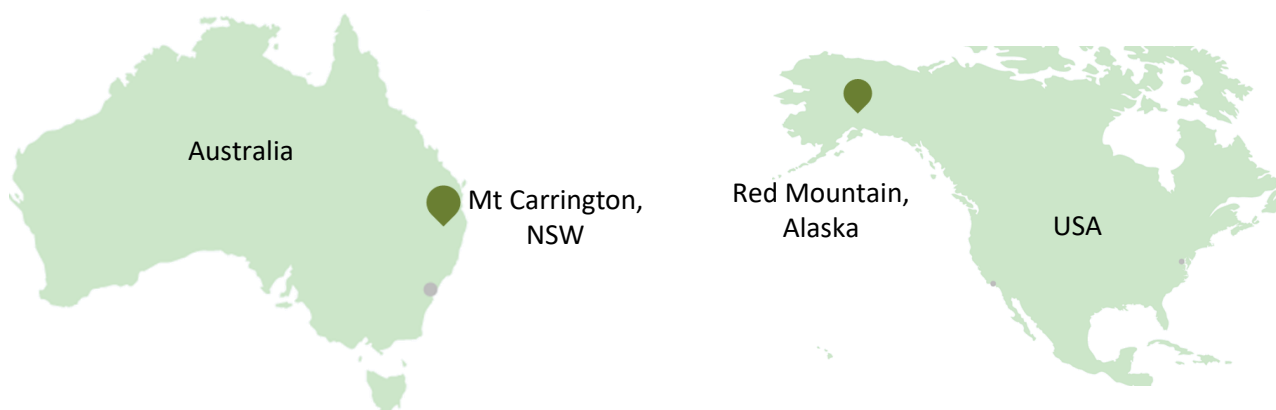 Australia
Mt Carrington,
NSW
Red Mountain,
Alaska
USA